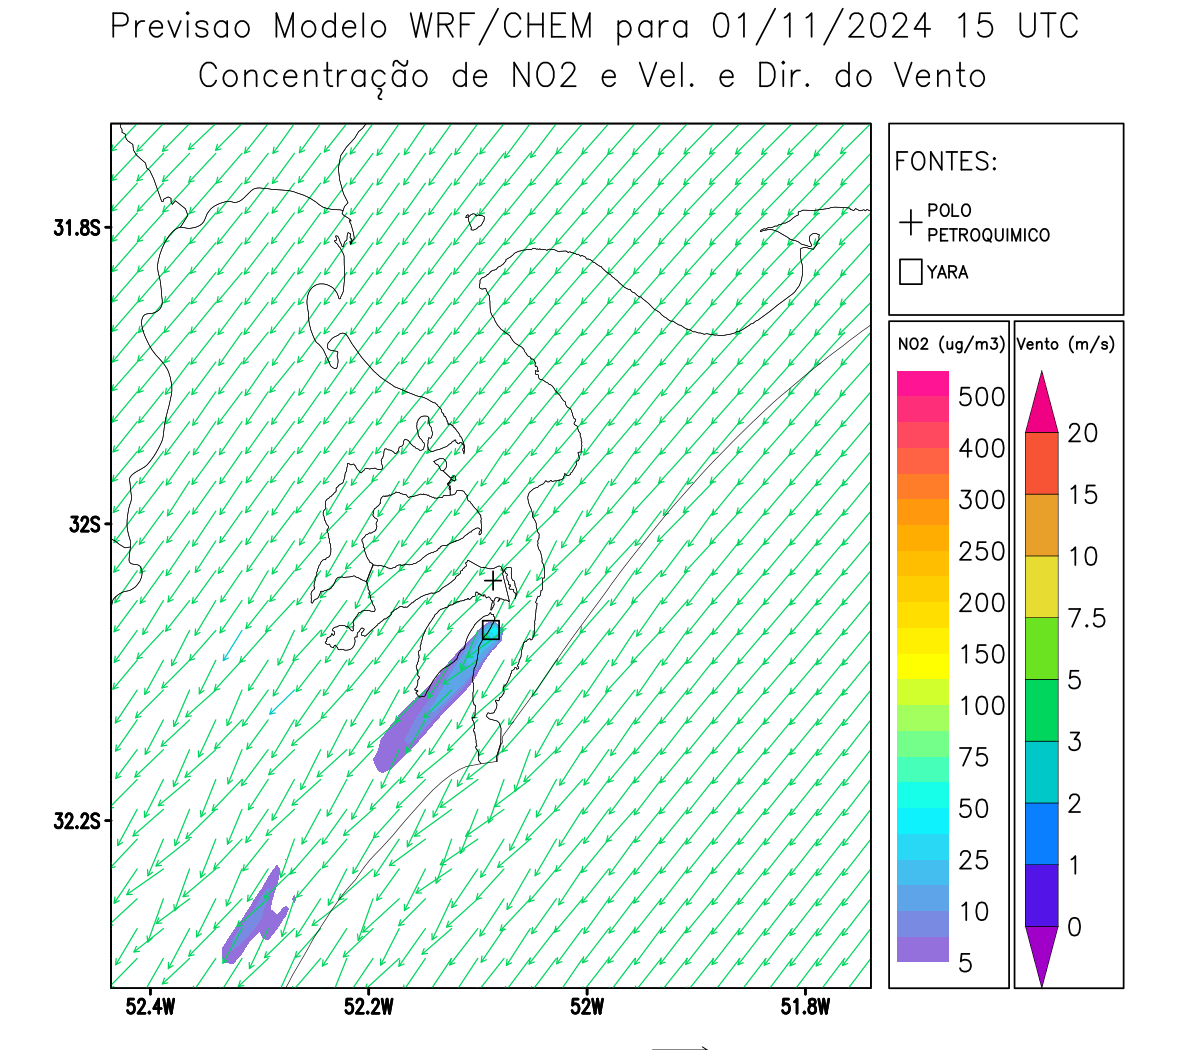 Previsao Modelo WRF/CHEM para 01/11/2024 15 UTC
Concentração de NO2 e Vel. e Dir. do Vento
FONTES:
POLO
PETROQUIMICO
YARA
NO2 (ug/m3)
500
400
300
250
200
150
100
75
50
25
10
5
Vento (m/s)
20
15
10
7.5
5
3
2
1
0
31.8S
32S
32.2S
52.4W 52.2W 52W 51.8W